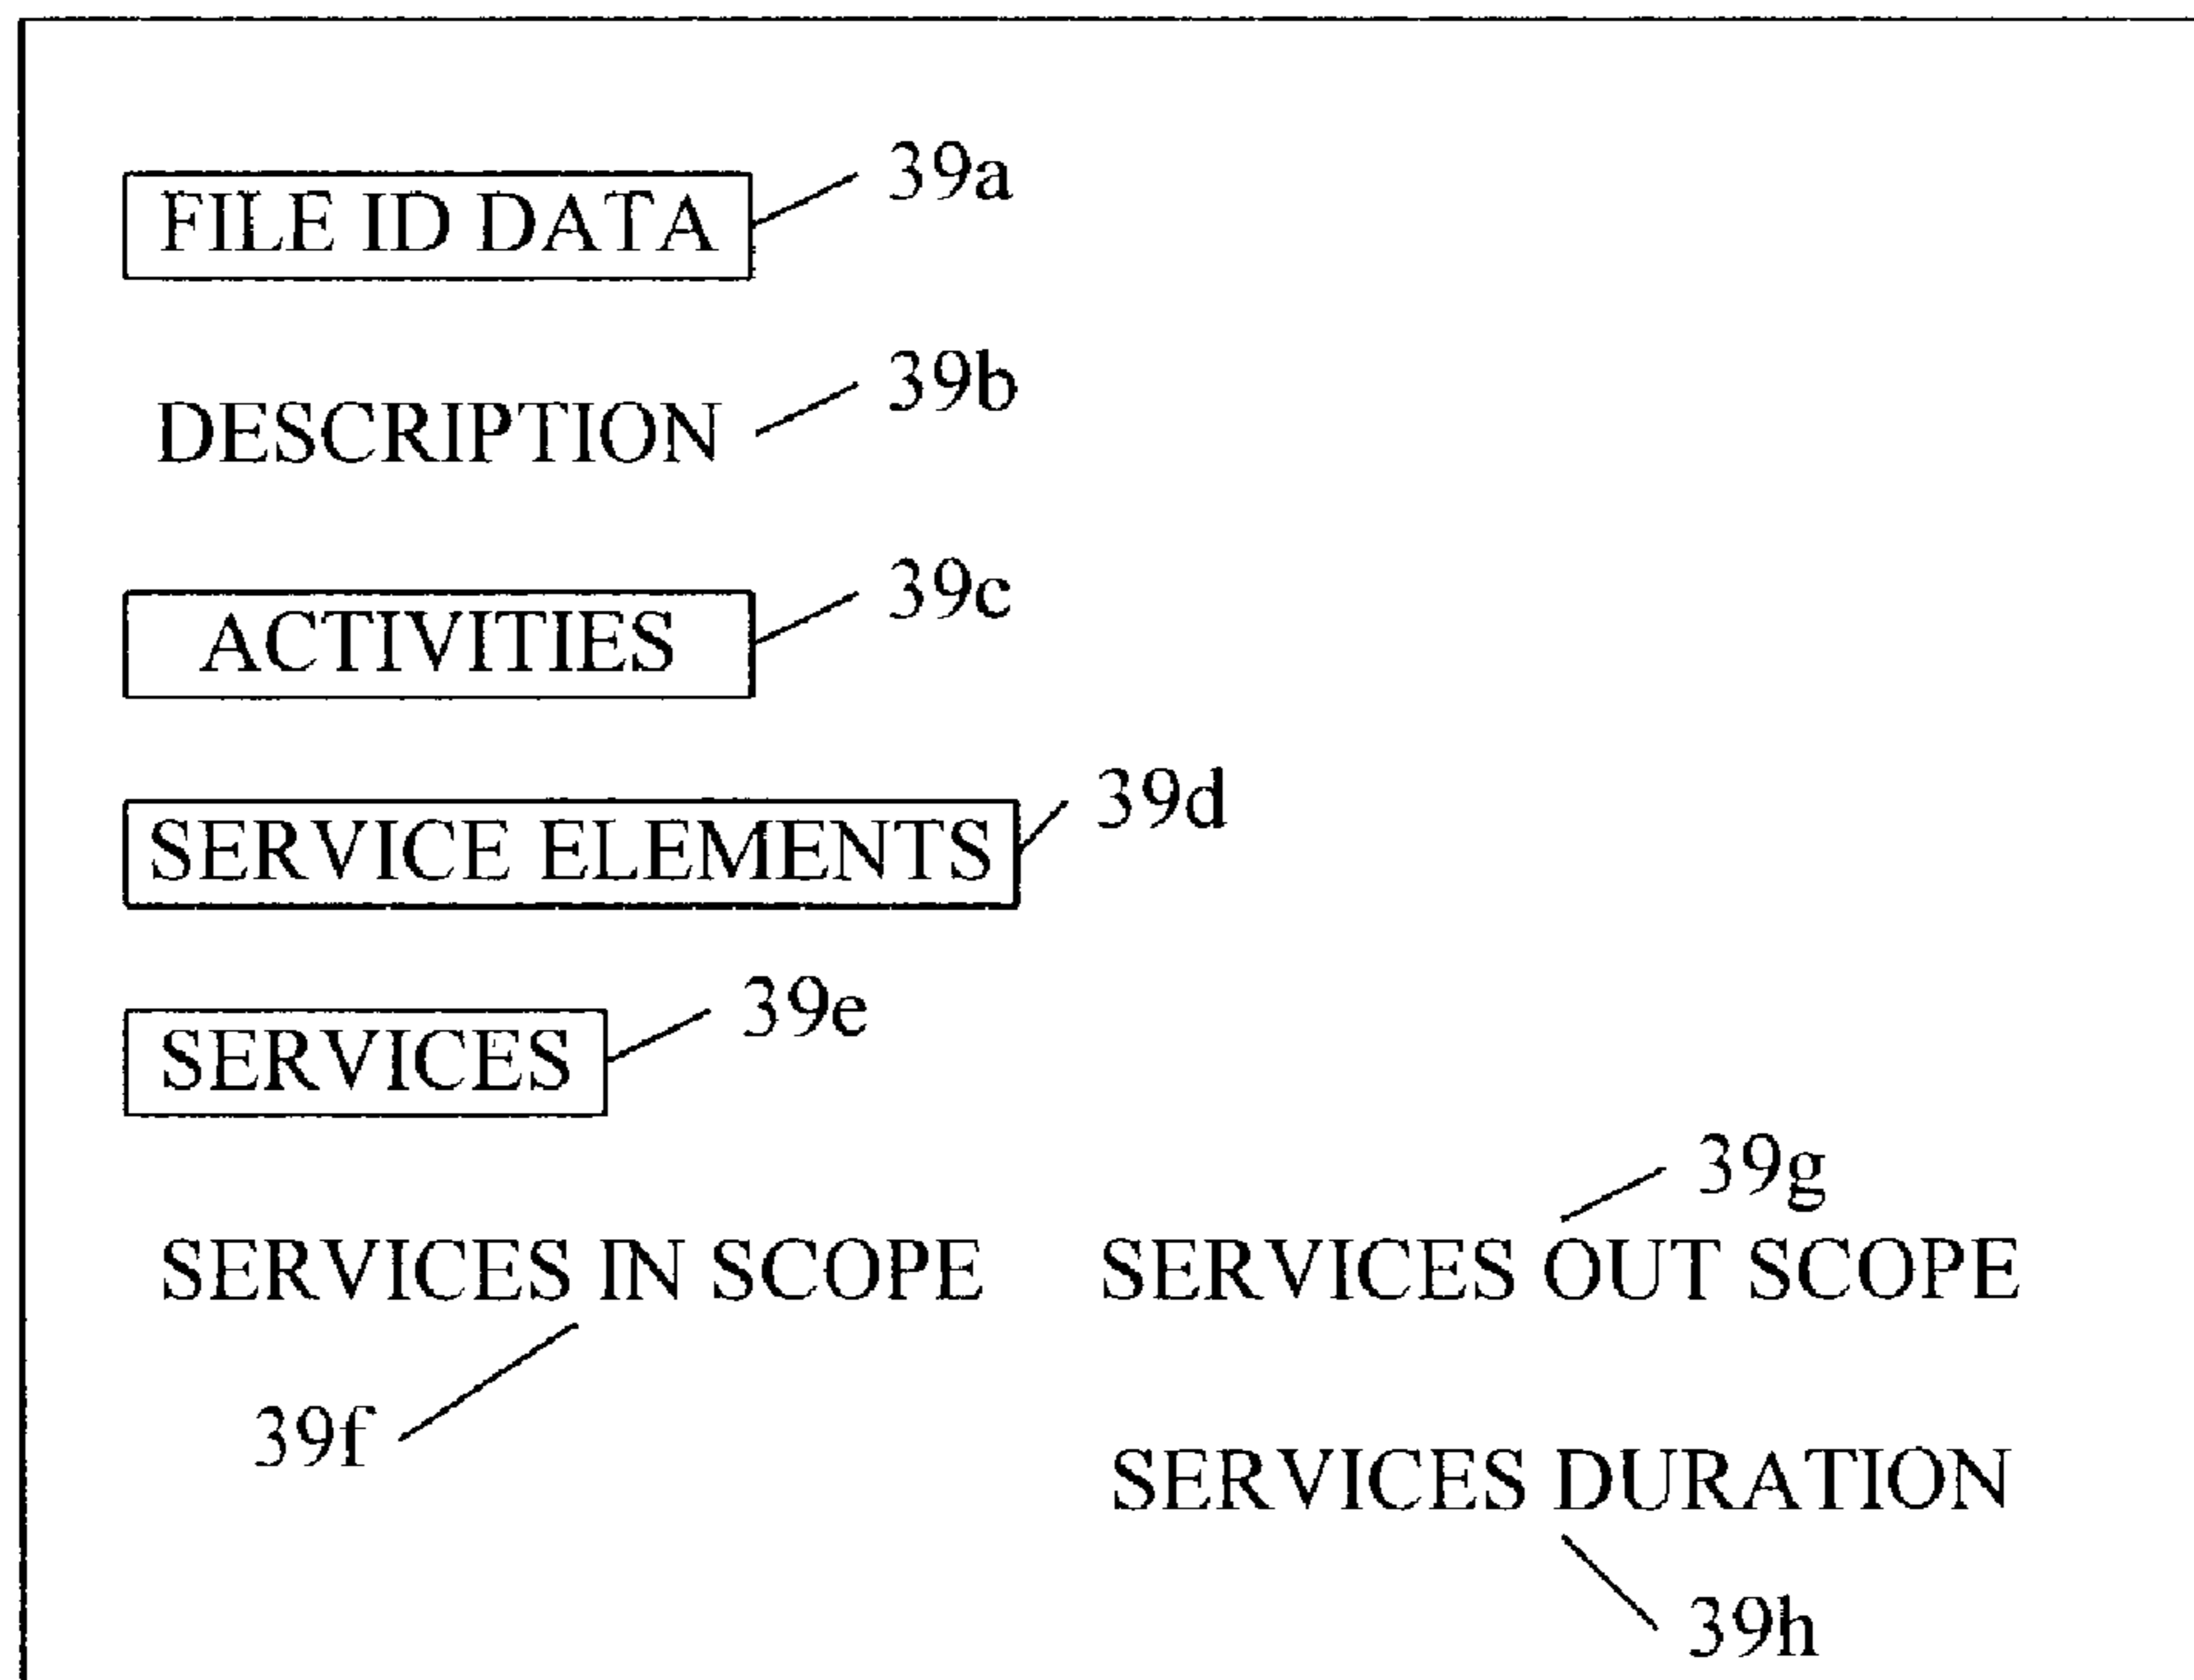 39a
FILE ID DATA
39b
DESCRIPTION
39c
ACTIVITIES
39d
SERVICE ELEMENTS
39e
SERVICES
39g
SERVICES IN SCOPE SERVICES OUT SCOPE
39f
SERVICES DURATION
39h